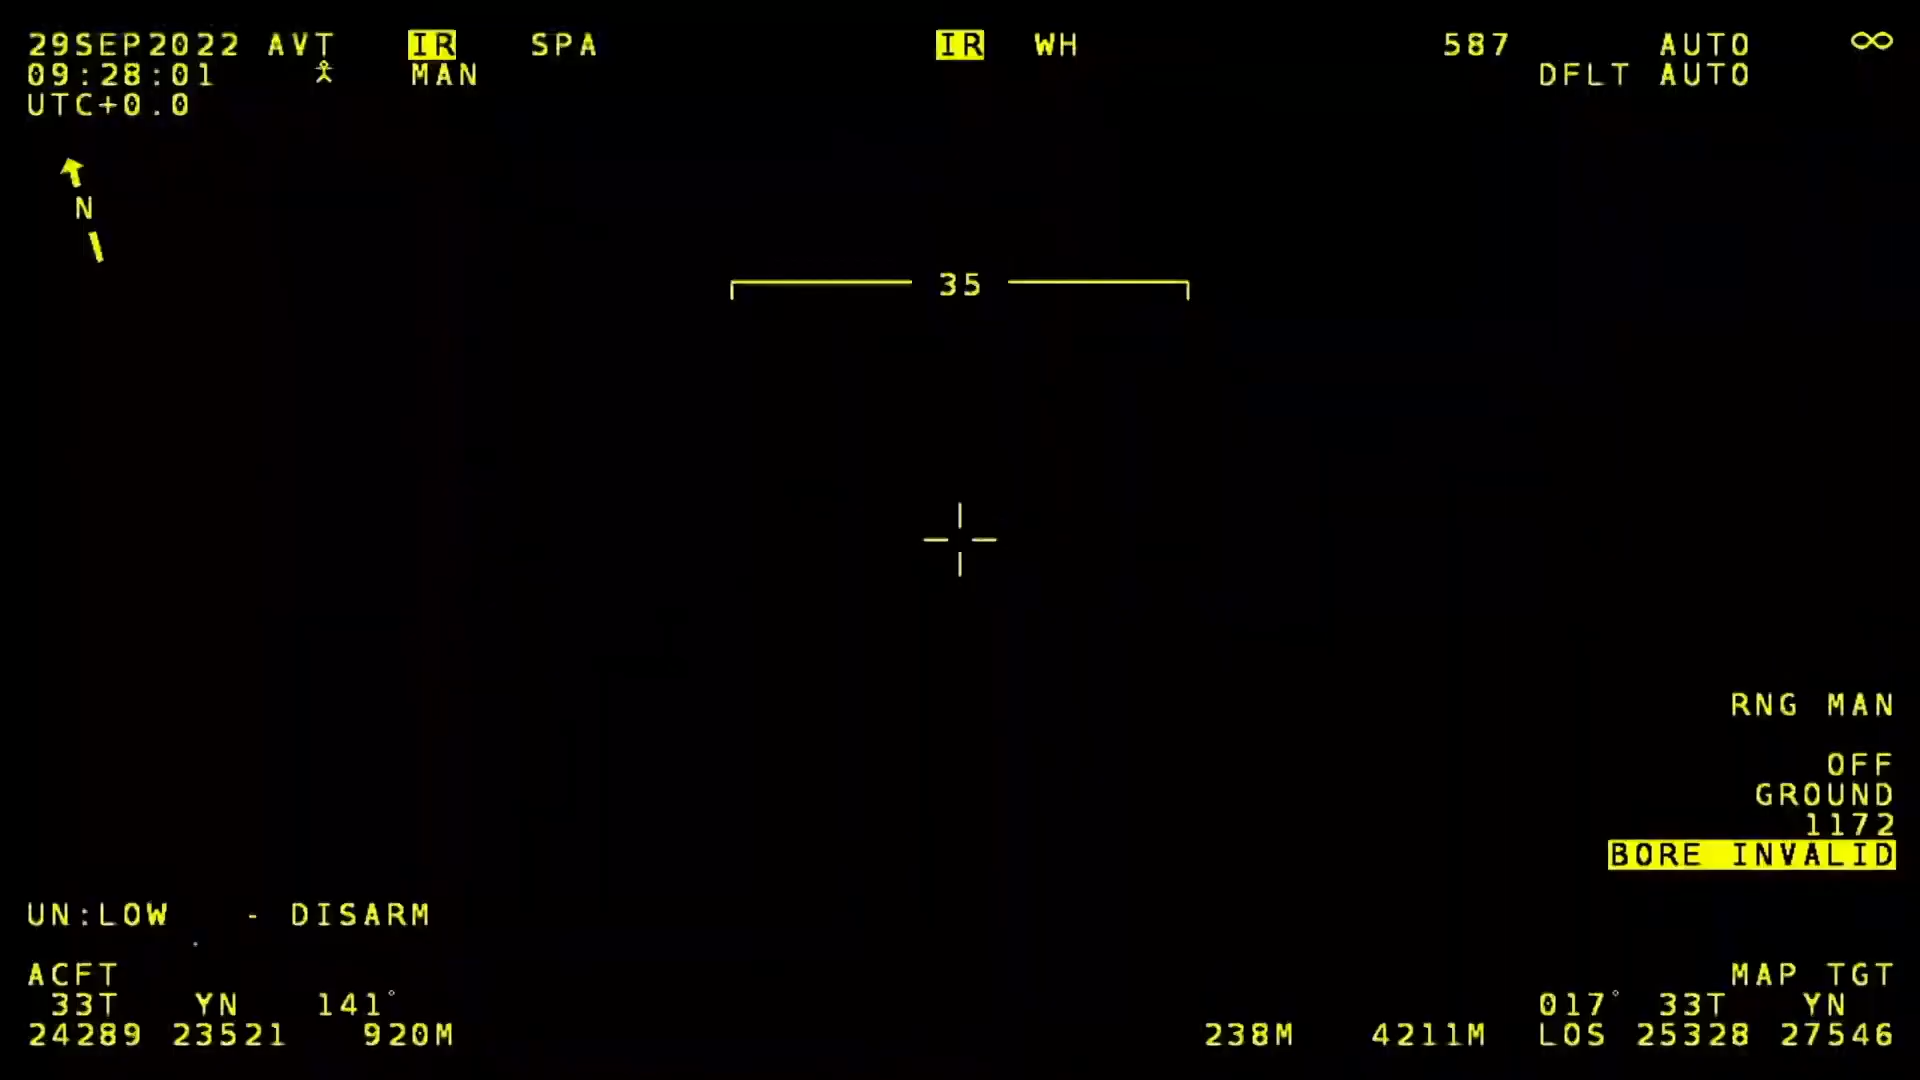 29SEP2022 AVT IR SPA IR WH 587 AUTO ∞
09:28:01 MAN DFLT AUTO
UTC+0.0
N
35
RNG MAN
OFF
GROUND
1172
BORE INVALID
UN:LOW - DISARM
ACFT MAP TGT
33T YN 141° 017° 33T YN
24289 23521 920M 238M 4211M LOS 25328 27546